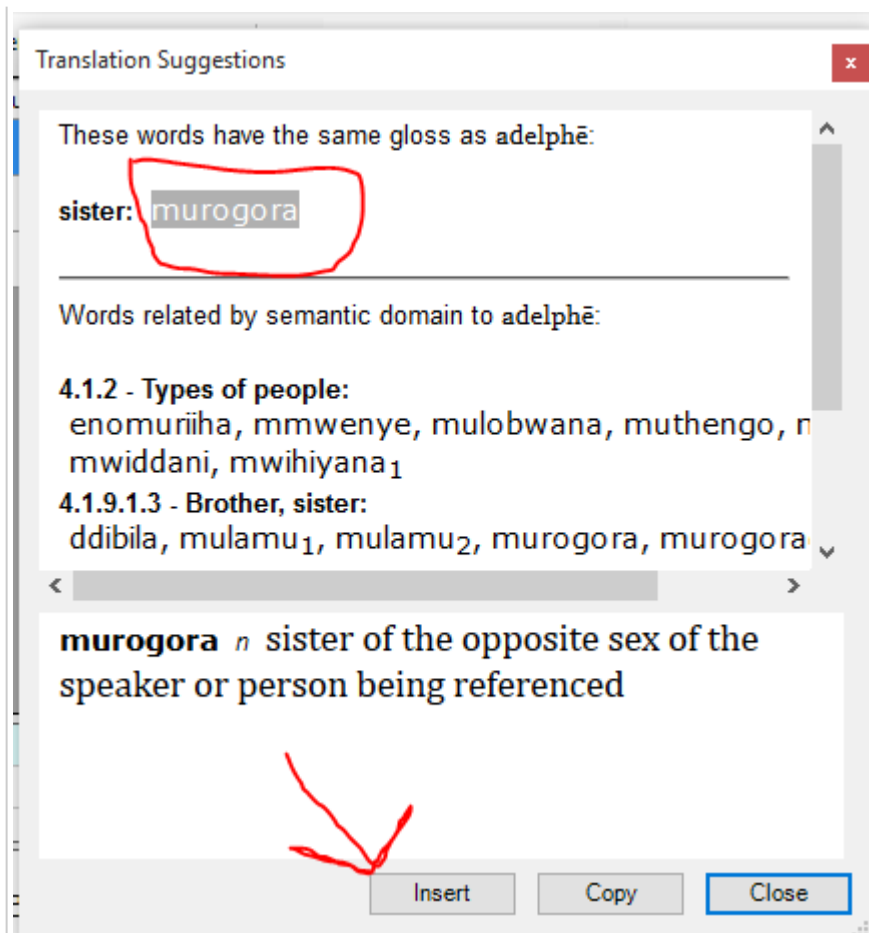 Translation Suggestions
x
These words have the same gloss as adelphē:
sister: murogora
Words related by semantic domain to adelphē:
4.1.2 - Types of people:
enomuriiha, mmwenye, mulobwana, muthengo,
mwiddani, mwihiyana₁
4.1.9.1.3 - Brother, sister:
ddibila, mulamu₁, mulamu₂, murogora, murogora
murogora n sister of the opposite sex of the
speaker or person being referenced
Insert Copy Close